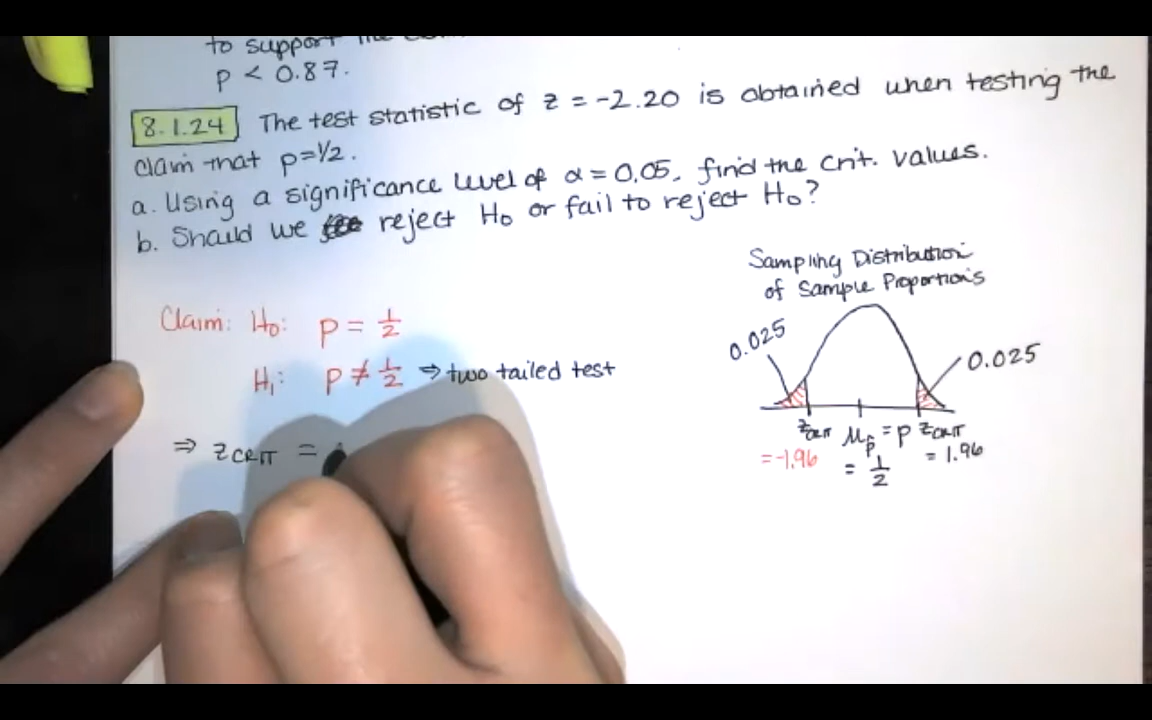 to support the
p < 0.87.
8.1.24 The test statistic of z = -2.20 is obtained when testing the
claim that p=1/2.
a. Using a significance level of α = 0.05, find the crit. values.
b. Should we reject H0 or fail to reject H0?
Sampling Distribution
of Sample Proportions
0.025
0.025
Claim: H0: p = 1/2
H1: p ≠ 1/2 ⇒ two tailed test
zCRIT μp̂ = p zCRIT
= -1.96 = 1/2 = 1.96
⇒ zCRIT =